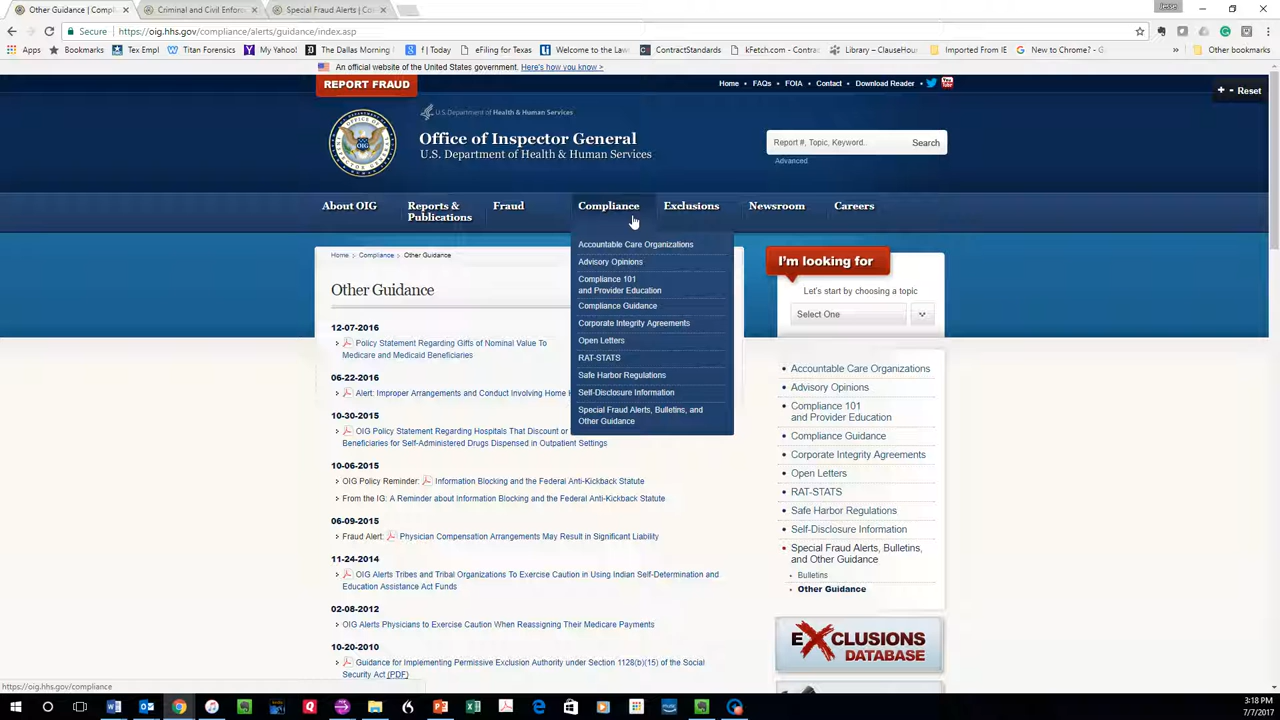 Other Guidance | Compl
Criminal and Civil Enforc
Special Fraud Alerts | Co
Secure
https://oig.hhs.gov/compliance/alerts/guidance/index.asp
Apps
Bookmarks
Tex Empl
My Yahoo!
The Dallas Morning
f | Today
eFiling for Texas
Welcome to the Law
ContractStandards
kFetch.com - Contrac
Library – ClauseHou
Imported From IE
New to Chrome?
Other bookmarks
An official website of the United States government. Here's how you know >
REPORT FRAUD
Home • FAQs • FOIA • Contact • Download Reader •
+ - Reset
U.S. Department of Health & Human Services
Office of Inspector General
U.S. Department of Health & Human Services
Report #, Topic, Keyword..
Search
Advanced
About OIG
Reports &
Publications
Fraud
Compliance
Exclusions
Newsroom
Careers
Accountable Care Organizations
Advisory Opinions
Compliance 101
and Provider Education
Compliance Guidance
Corporate Integrity Agreements
Open Letters
RAT-STATS
Safe Harbor Regulations
Self-Disclosure Information
Special Fraud Alerts, Bulletins, and
Other Guidance
Home > Compliance > Other Guidance
Other Guidance
12-07-2016
Policy Statement Regarding Gifts of Nominal Value To
Medicare and Medicaid Beneficiaries
06-22-2016
Alert: Improper Arrangements and Conduct Involving Home H
10-30-2015
OIG Policy Statement Regarding Hospitals That Discount or
Beneficiaries for Self-Administered Drugs Dispensed in Outpatient Settings
10-06-2015
OIG Policy Reminder: Information Blocking and the Federal Anti-Kickback Statute
From the IG: A Reminder about Information Blocking and the Federal Anti-Kickback Statute
06-09-2015
Fraud Alert: Physician Compensation Arrangements May Result in Significant Liability
11-24-2014
OIG Alerts Tribes and Tribal Organizations To Exercise Caution in Using Indian Self-Determination and
Education Assistance Act Funds
02-08-2012
OIG Alerts Physicians to Exercise Caution When Reassigning Their Medicare Payments
10-20-2010
Guidance for Implementing Permissive Exclusion Authority under Section 1128(b)(15) of the Social
Security Act (PDF)
I'm looking for
Let's start by choosing a topic
Select One
Accountable Care Organizations
Advisory Opinions
Compliance 101
and Provider Education
Compliance Guidance
Corporate Integrity Agreements
Open Letters
RAT-STATS
Safe Harbor Regulations
Self-Disclosure Information
Special Fraud Alerts, Bulletins,
and Other Guidance
Bulletins
Other Guidance
EXCLUSIONS
DATABASE
https://oig.hhs.gov/compliance
3:18 PM
7/7/2017